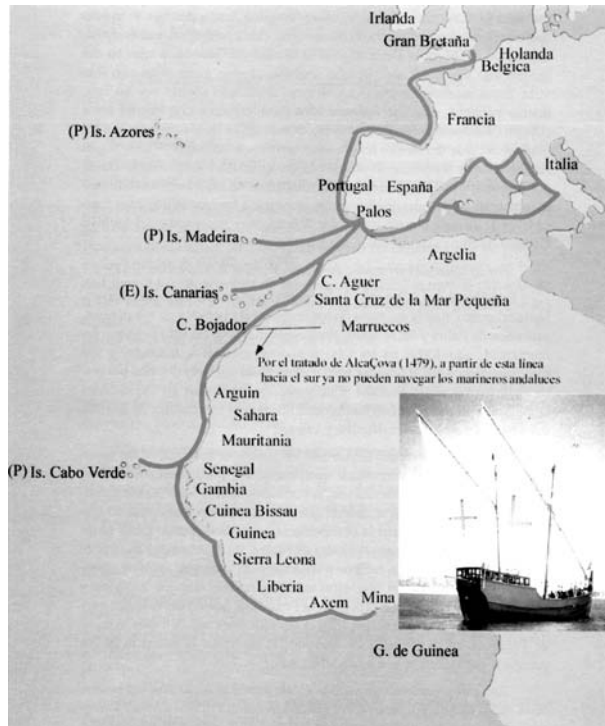 Irlanda
Gran Bretaña
Holanda
Belgica
(P) Is. Azores
Francia
Italia
Portugal
España
Palos
(P) Is. Madeira
Argelia
(E) Is. Canarias
C. Aguer
Santa Cruz de la Mar Pequeña
C. Bojador
Marruecos
Por el tratado de AlcaÇova (1479), a partir de esta línea
hacia el sur ya no pueden navegar los marineros andaluces
Arguin
Sahara
Mauritania
(P) Is. Cabo Verde
Senegal
Gambia
Cuinea Bissau
Guinea
Sierra Leona
Liberia
Axem
Mina
G. de Guinea